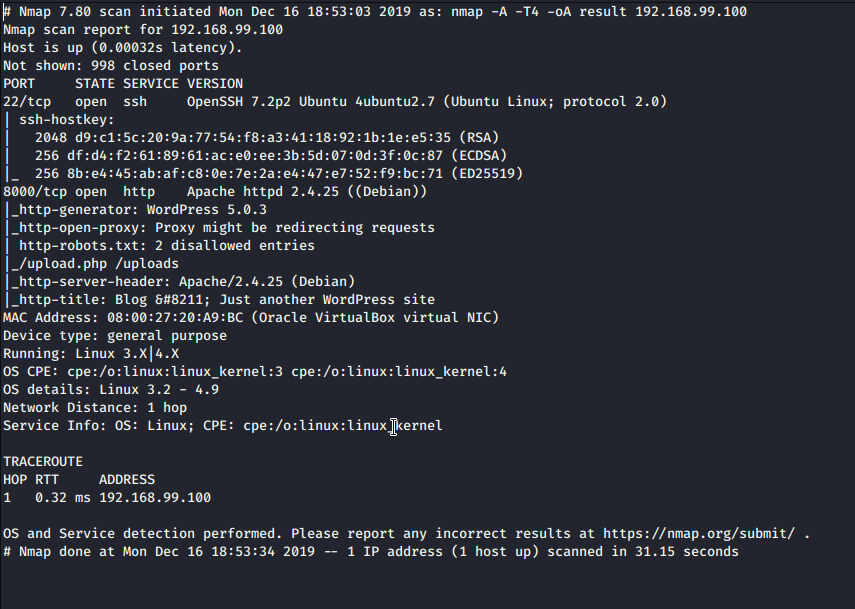 # Nmap 7.80 scan initiated Mon Dec 16 18:53:03 2019 as: nmap -A -T4 -oA result 192.168.99.100
Nmap scan report for 192.168.99.100
Host is up (0.00032s latency).
Not shown: 998 closed ports
PORT     STATE SERVICE VERSION
22/tcp   open  ssh     OpenSSH 7.2p2 Ubuntu 4ubuntu2.7 (Ubuntu Linux; protocol 2.0)
| ssh-hostkey:
|   2048 d9:c1:5c:20:9a:77:54:f8:a3:41:18:92:1b:1e:e5:35 (RSA)
|   256 df:d4:f2:61:89:61:ac:e0:ee:3b:5d:07:0d:3f:0c:87 (ECDSA)
|_  256 8b:e4:45:ab:af:c8:0e:7e:2a:e4:47:e7:52:f9:bc:71 (ED25519)
8000/tcp open  http    Apache httpd 2.4.25 ((Debian))
|_http-generator: WordPress 5.0.3
|_http-open-proxy: Proxy might be redirecting requests
| http-robots.txt: 2 disallowed entries
|_/upload.php /uploads
|_http-server-header: Apache/2.4.25 (Debian)
|_http-title: Blog &#8211; Just another WordPress site
MAC Address: 08:00:27:20:A9:BC (Oracle VirtualBox virtual NIC)
Device type: general purpose
Running: Linux 3.X|4.X
OS CPE: cpe:/o:linux:linux_kernel:3 cpe:/o:linux:linux_kernel:4
OS details: Linux 3.2 - 4.9
Network Distance: 1 hop
Service Info: OS: Linux; CPE: cpe:/o:linux:linux_kernel

TRACEROUTE
HOP RTT     ADDRESS
1   0.32 ms 192.168.99.100

OS and Service detection performed. Please report any incorrect results at https://nmap.org/submit/ .
# Nmap done at Mon Dec 16 18:53:34 2019 -- 1 IP address (1 host up) scanned in 31.15 seconds